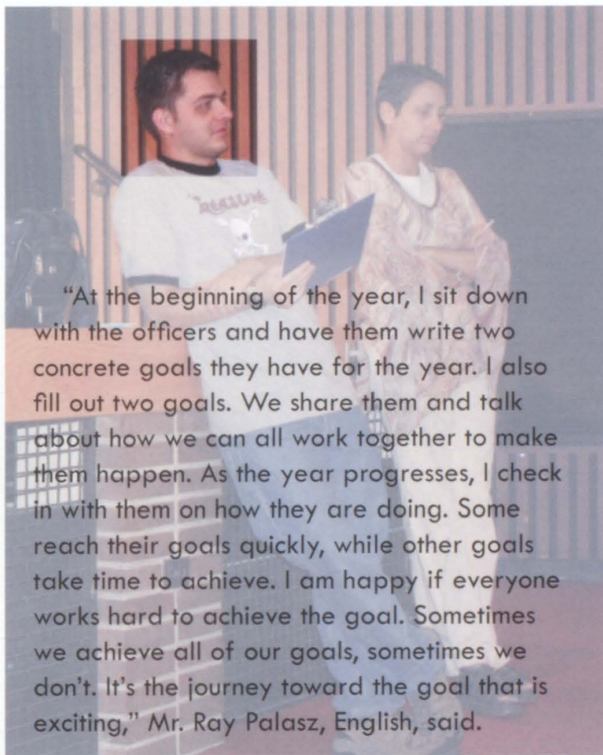 "At the beginning of the year, I sit down
with the officers and have them write two
concrete goals they have for the year. I also
fill out two goals. We share them and talk
about how we can all work together to make
them happen. As the year progresses, I check
in with them on how they are doing. Some
reach their goals quickly, while other goals
take time to achieve. I am happy if everyone
works hard to achieve the goal. Sometimes
we achieve all of our goals, sometimes we
don't. It's the journey toward the goal that is
exciting," Mr. Ray Palasz, English, said.